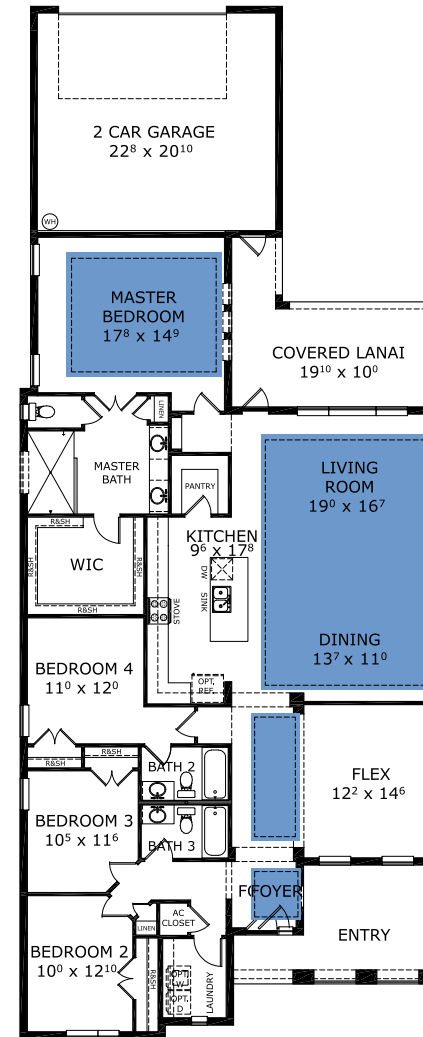 2 CAR GARAGE
22⁸ x 20¹⁰
WH
MASTER
BEDROOM
17⁸ x 14⁹
COVERED LANAI
19¹⁰ x 10⁰
LINEN
MASTER
BATH
PANTRY
LIVING
ROOM
19⁰ x 16⁷
R&SH
WIC
R&SH
R&SH
R&SH
KITCHEN
9⁶ x 17⁸
DW
SINK
STOVE
DINING
13⁷ x 11⁰
OPT.
REF.
BEDROOM 4
11⁰ x 12⁰
R&SH
R&SH
BATH 2
FLEX
12² x 14⁶
BEDROOM 3
10⁵ x 11⁶
BATH 3
FOYER
AC
CLOSET
LINEN
ENTRY
BEDROOM 2
10⁰ x 12¹⁰
R&SH
OPT.
W
OPT.
D
LAUNDRY